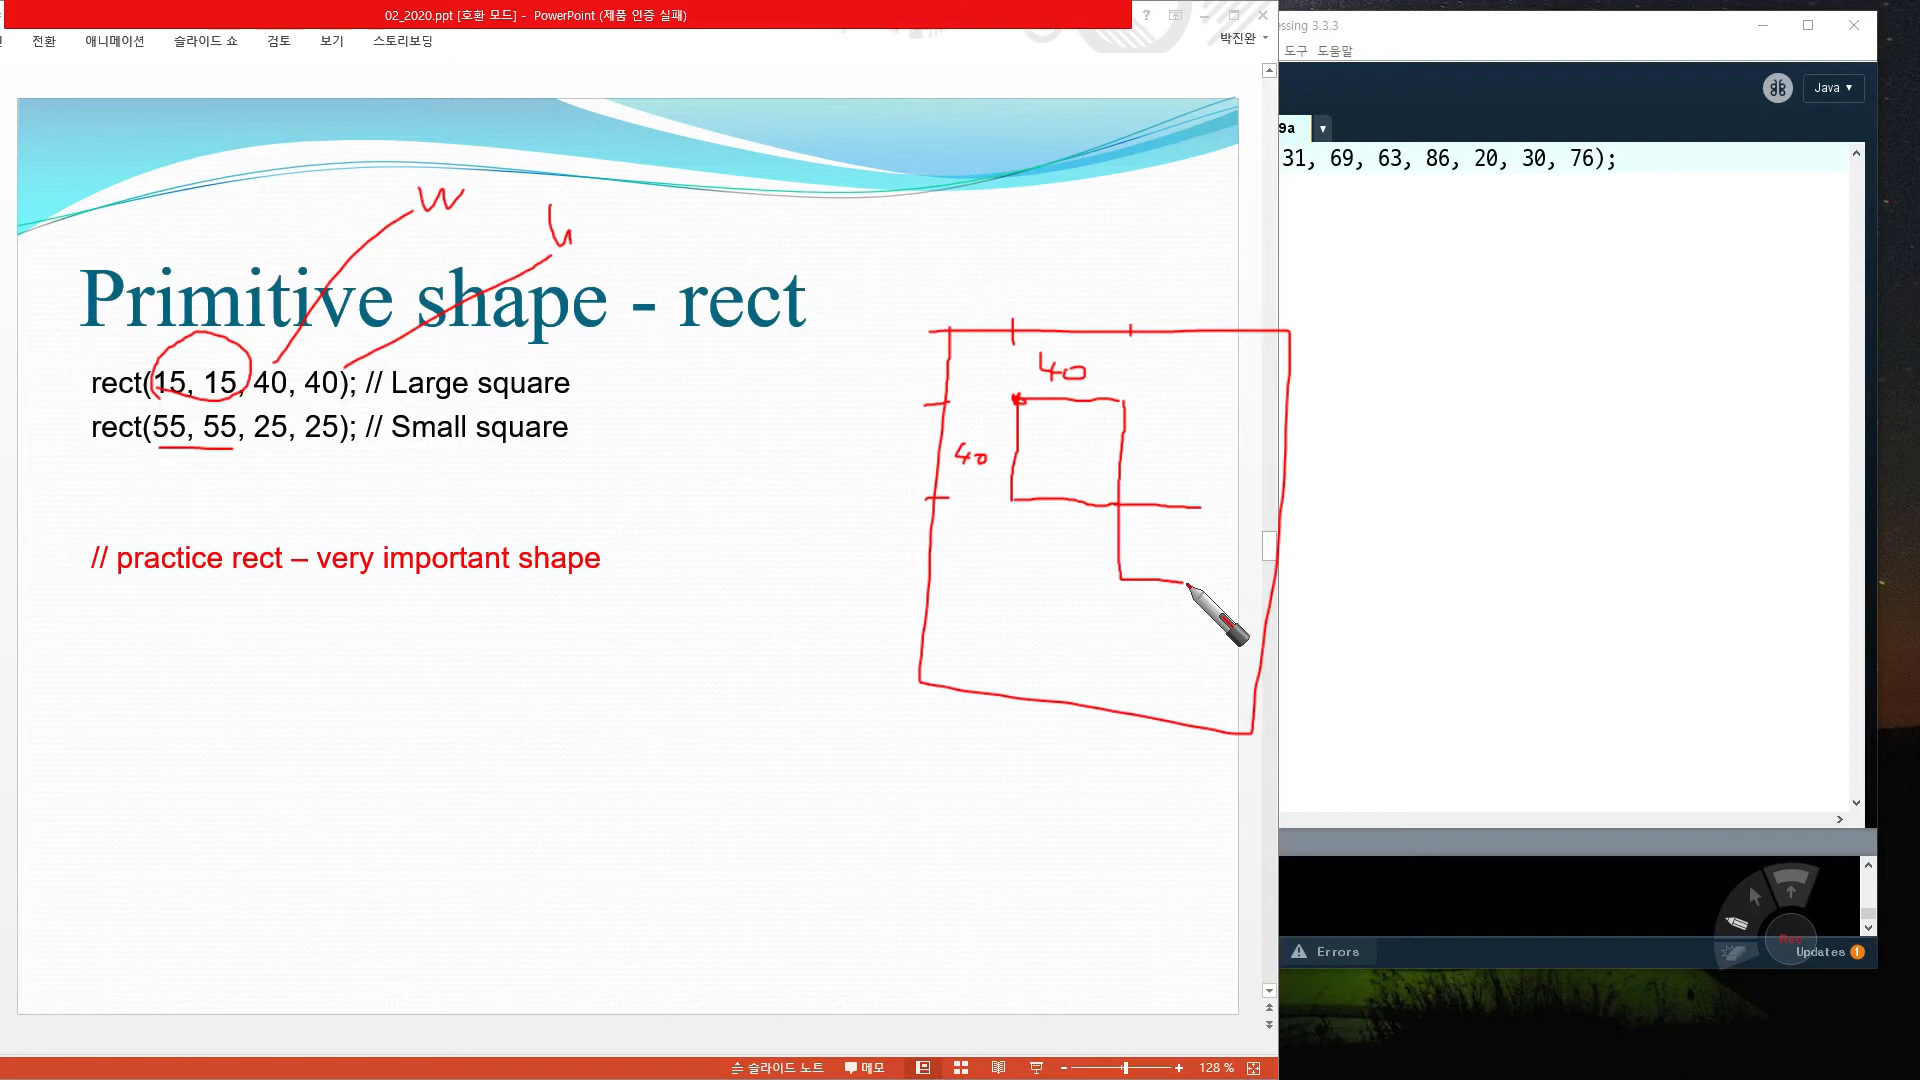 02_2020.ppt [호환 모드] - PowerPoint (제품 인증 실패)
전환 애니메이션 슬라이드 쇼 검토 보기 스토리보딩
박진완
essing 3.3.3
도구 도움말
Java
9a
31, 69, 63, 86, 20, 30, 76);
w
h
Primitive shape - rect
rect(15, 15, 40, 40); // Large square
rect(55, 55, 25, 25); // Small square
40
40
// practice rect – very important shape
Rec
Errors
Updates 1
슬라이드 노트 메모 128 %